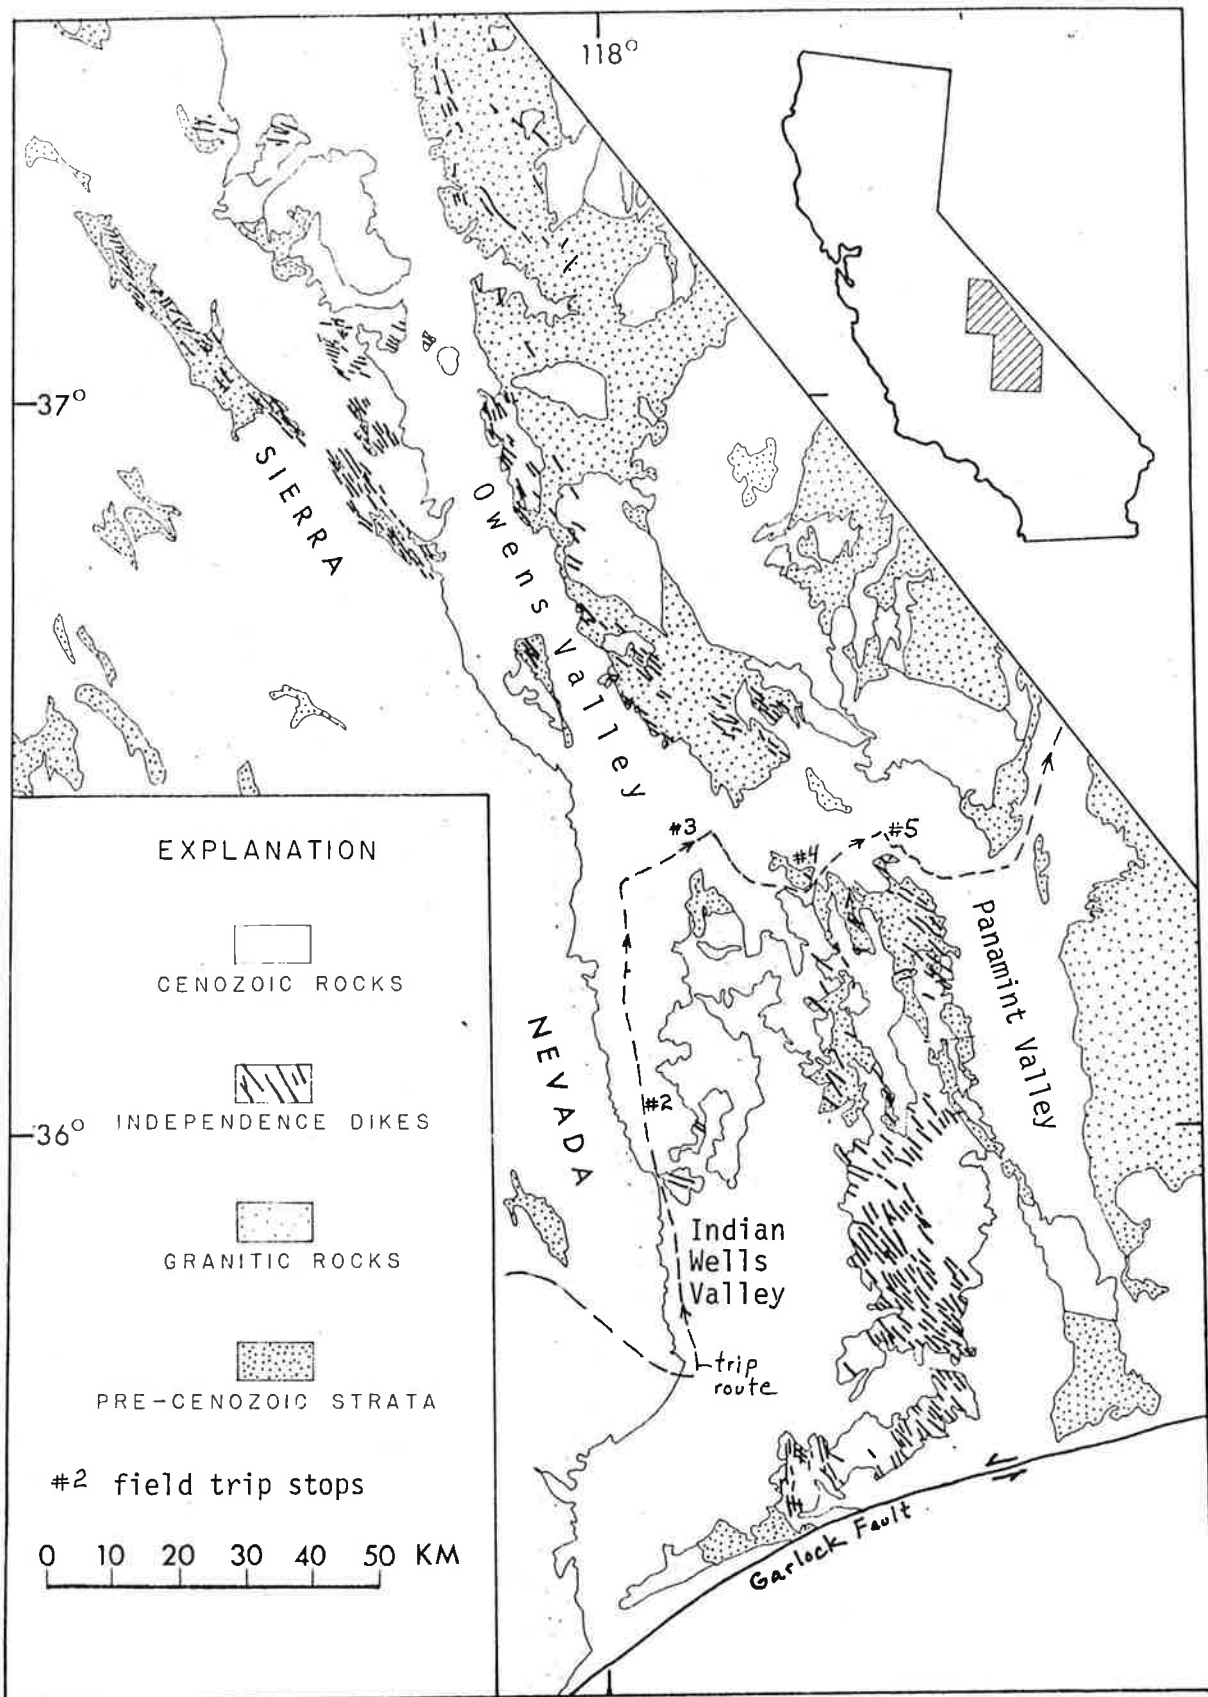 118°
37°
SIERRA
Owens Valley
#3
#4
#5
Panamint Valley
NEVADA
#2
36°
Indian
Wells
Valley
trip
route
Garlock Fault
EXPLANATION
CENOZOIC ROCKS
INDEPENDENCE DIKES
GRANITIC ROCKS
PRE-CENOZOIC STRATA
#2 field trip stops
0 10 20 30 40 50 KM